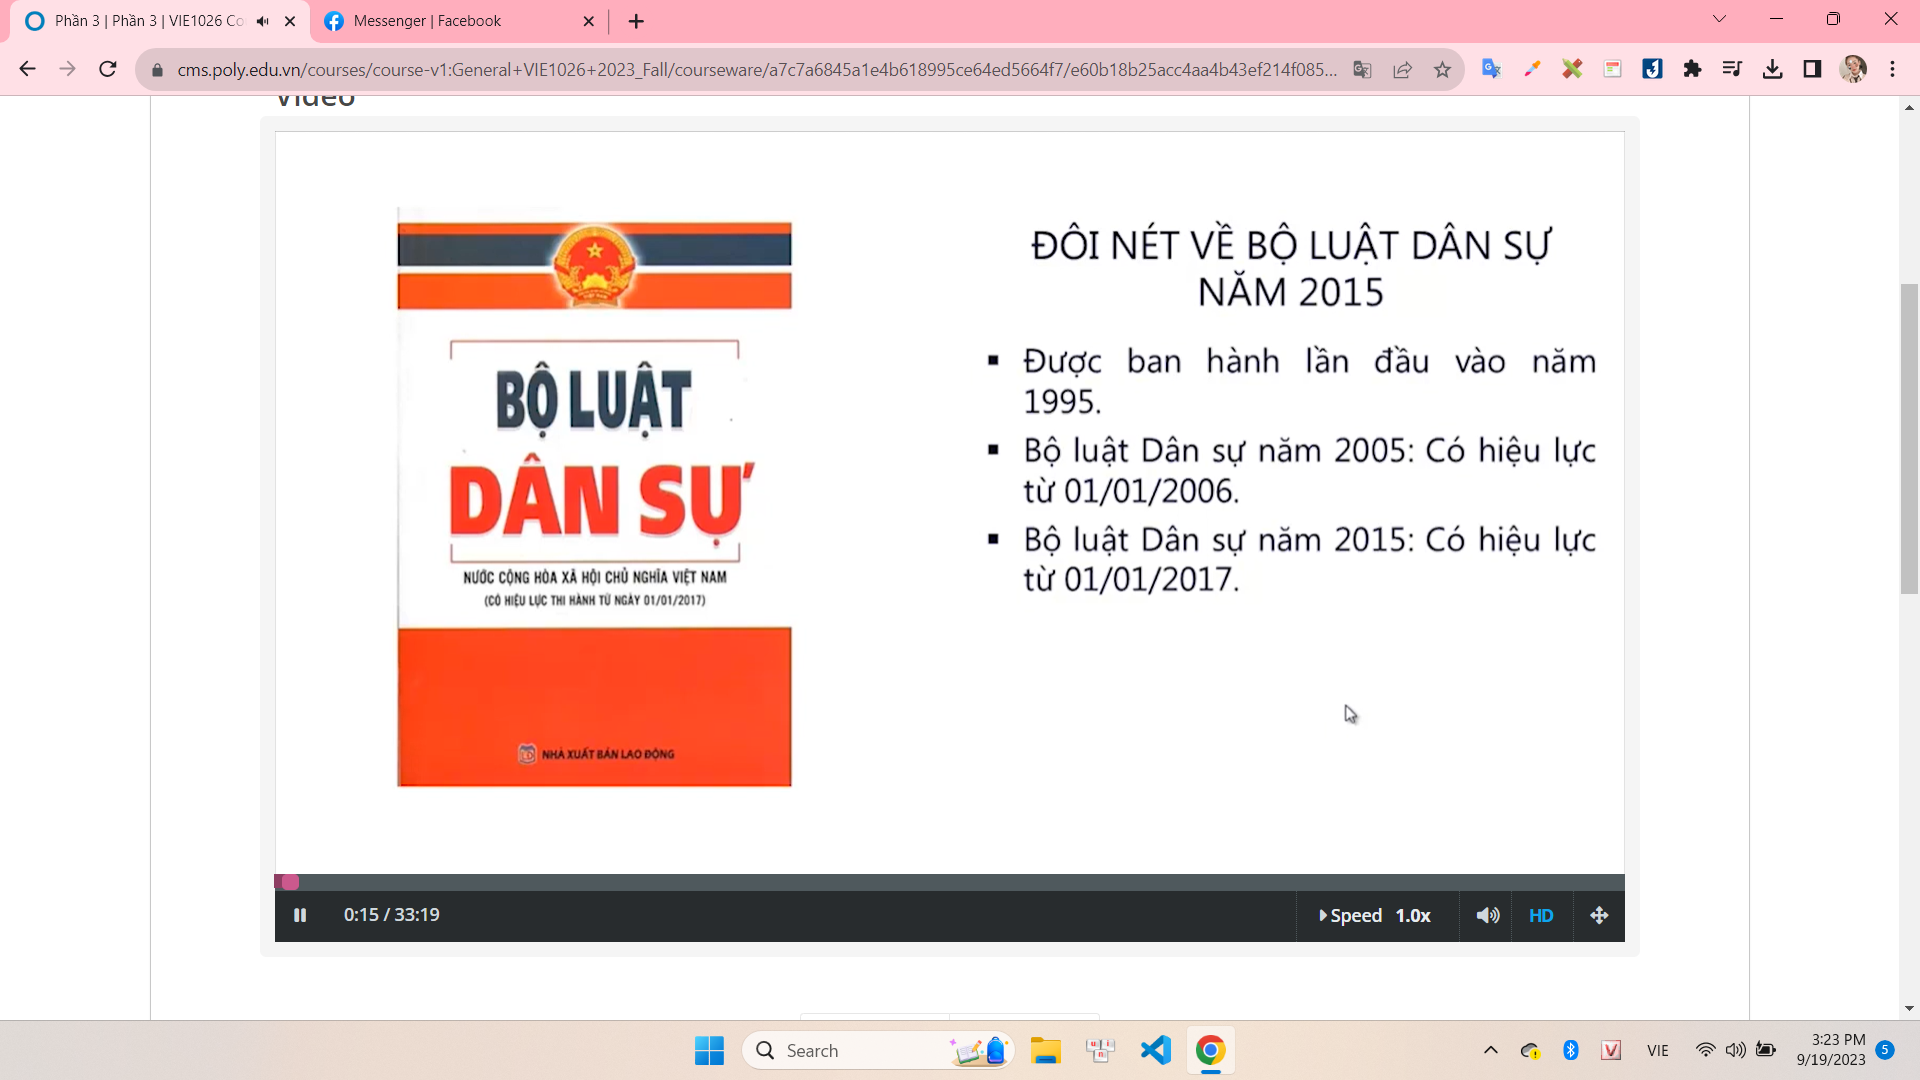 Phần 3 | Phần 3 | VIE1026 Co
Messenger | Facebook
cms.poly.edu.vn/courses/course-v1:General+VIE1026+2023_Fall/courseware/a7c7a6845a1e4b618995ce64ed5664f7/e60b18b25acc4aa4b43ef214f085...
Video
BỘ LUẬT
DÂN SỰ
NƯỚC CỘNG HÒA XÃ HỘI CHỦ NGHĨA VIỆT NAM
(CÓ HIỆU LỰC THI HÀNH TỪ NGÀY 01/01/2017)
NHÀ XUẤT BẢN LAO ĐỘNG
ĐÔI NÉT VỀ BỘ LUẬT DÂN SỰ
NĂM 2015
▪ Được ban hành lần đầu vào năm
1995.
▪ Bộ luật Dân sự năm 2005: Có hiệu lực
từ 01/01/2006.
▪ Bộ luật Dân sự năm 2015: Có hiệu lực
từ 01/01/2017.
0:15 / 33:19
Speed 1.0x
HD
Search
VIE
3:23 PM
9/19/2023
5